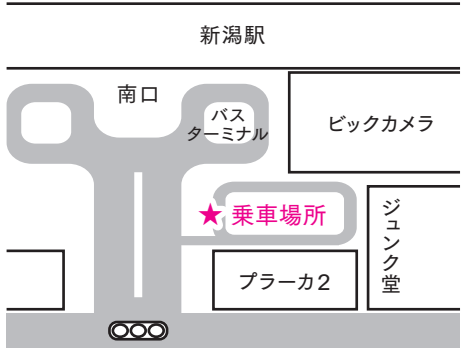 新潟駅
南口
バス
ターミナル
ビックカメラ
★乗車場所
ジュンク堂
プラーカ2